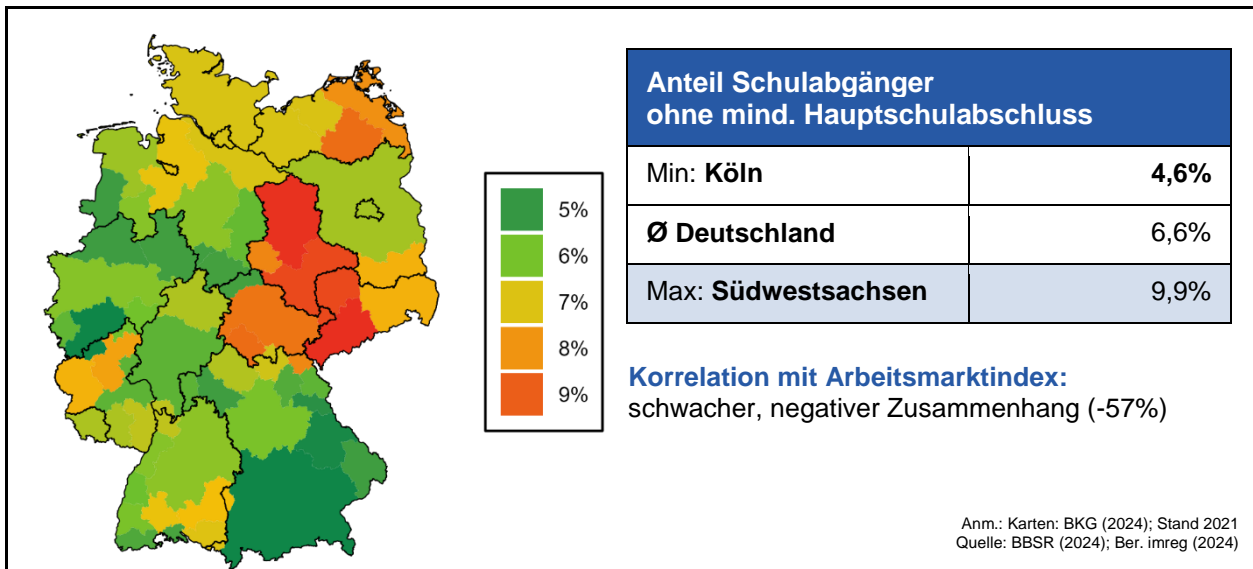 5%
6%
7%
8%
9%
Anteil Schulabgänger
ohne mind. Hauptschulabschluss
Min: Köln 4,6%
Ø Deutschland 6,6%
Max: Südwestsachsen 9,9%
Korrelation mit Arbeitsmarktindex:
schwacher, negativer Zusammenhang (-57%)
Anm.: Karten: BKG (2024); Stand 2021
Quelle: BBSR (2024); Ber. imreg (2024)